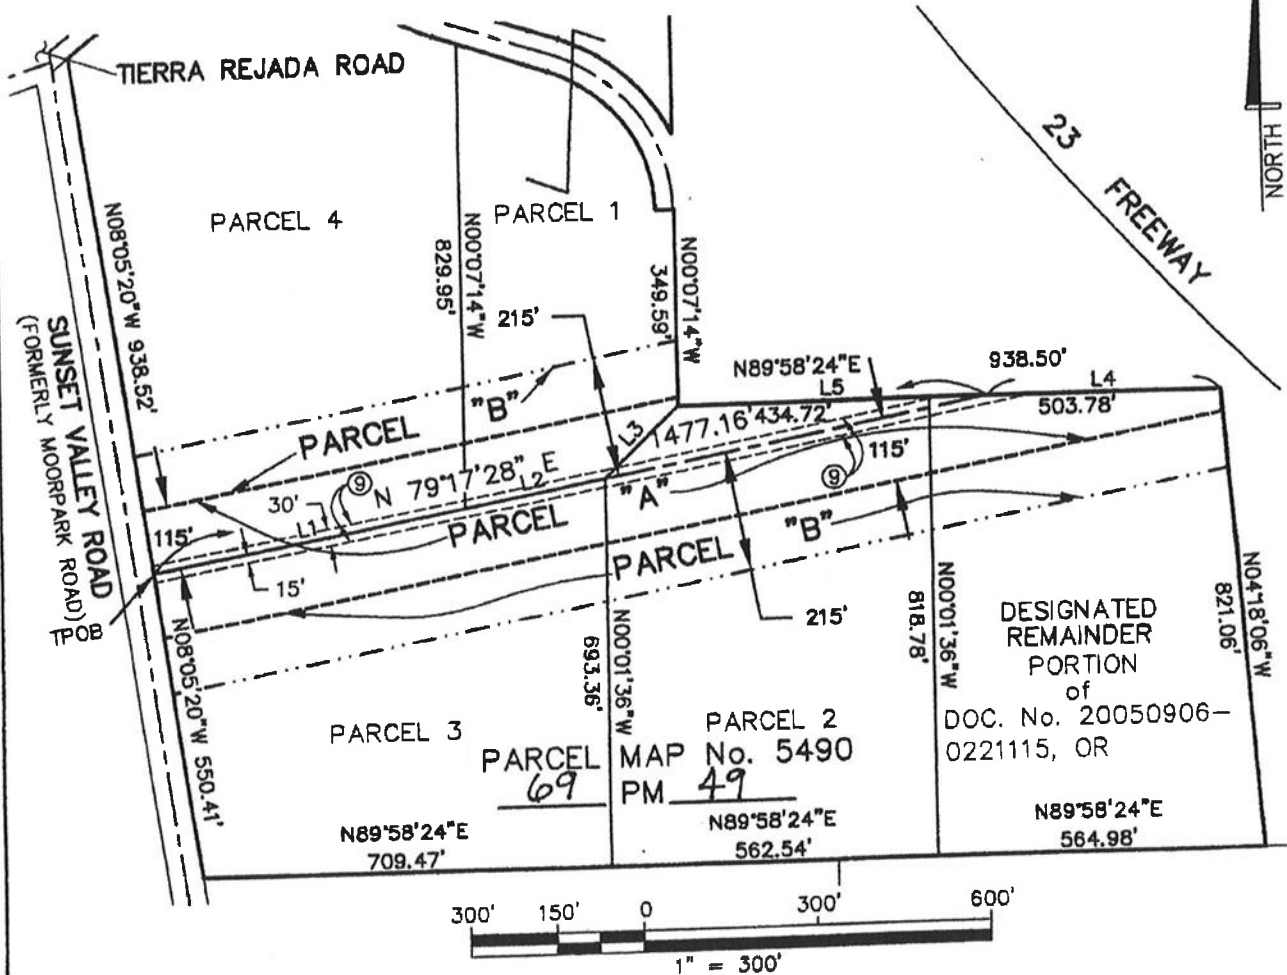 TIERRA REJADA ROAD
23 FREEWAY
NORTH
PARCEL 4
PARCEL 1
N08°05'20"W 938.52'
N00°07'14"W
829.95'
N00°07'14"W
349.59'
215'
SUNSET VALLEY ROAD
(FORMERLY MOORPARK ROAD)
N89°58'24"E
938.50'
L5
L4
"B"
PARCEL
L3
1477.16'
434.72'
503.78'
115'
9
30'
9
N 79°17'28" E
L2
"A"
L1
PARCEL
"B"
115'
PARCEL
15'
TPOB
215'
N08°05'20"W 550.41'
N00°01'36"W
693.36'
N00°01'36"W
818.78'
N04°18'06"W
821.06'
DESIGNATED
REMAINDER
PORTION
of
DOC. No. 20050906-
0221115, OR
PARCEL 3
PARCEL 2
PARCEL MAP No. 5490
69 PM 49
N89°58'24"E
709.47'
N89°58'24"E
562.54'
N89°58'24"E
564.98'
300' 150' 0 300' 600'
1" = 300'